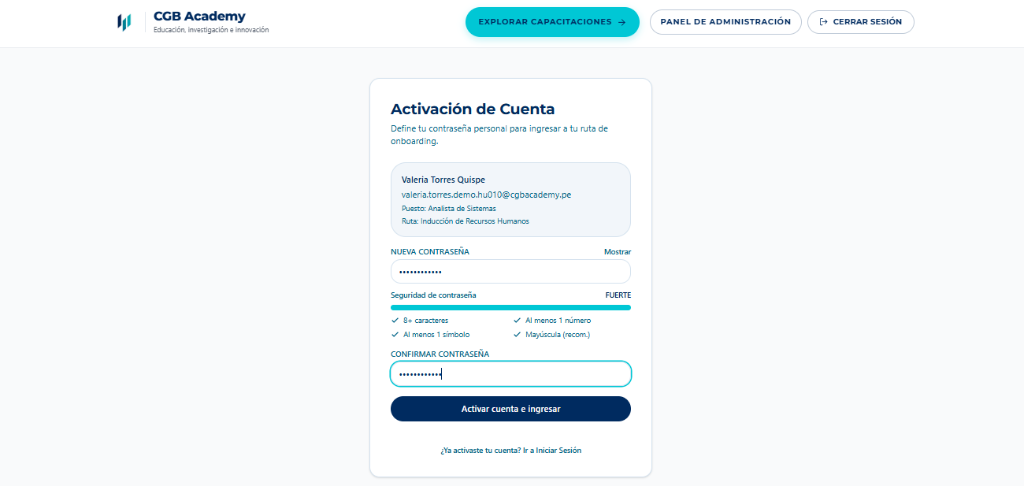 CGB Academy
Educación, investigación e innovación
EXPLORAR CAPACITACIONES →
PANEL DE ADMINISTRACIÓN
CERRAR SESIÓN
Activación de Cuenta
Define tu contraseña personal para ingresar a tu ruta de
onboarding.
Valeria Torres Quispe
valeria.torres.demo.hu010@cgbacademy.pe
Puesto: Analista de Sistemas
Ruta: Inducción de Recursos Humanos
NUEVA CONTRASEÑA
Mostrar
••••••••••••
Seguridad de contraseña
FUERTE
✓ 8+ caracteres
✓ Al menos 1 número
✓ Al menos 1 símbolo
✓ Mayúscula (recom.)
CONFIRMAR CONTRASEÑA
••••••••••••
Activar cuenta e ingresar
¿Ya activaste tu cuenta? Ir a Iniciar Sesión